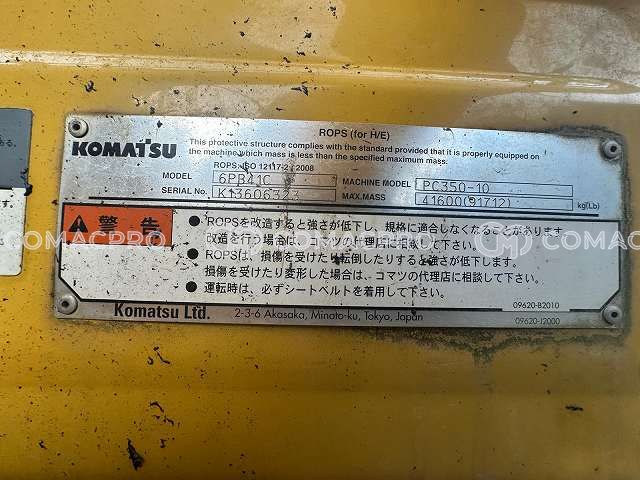 ROPS (for H/E)
KOMATSU
This protective structure complies with the standard provided that it is properly equipped on
the machine which mass is less than the specified maximum mass.
ROPS: ISO 12117-2 : 2008
MODEL 6PR41C MACHINE MODEL PC350-10
SERIAL No. K13606323 MAX.MASS 41600(91712) kg(Lb)
警告
● ROPSを改造すると強さが低下し、規格に適合しなくなることがあります。
改造を行う場合は、コマツの代理店に相談して下さい。
● ROPSは、損傷を受けたり転倒したりすると強さが低下します。
損傷を受けたり変形した場合は、コマツの代理店に相談して下さい。
● 運転時は、必ずシートベルトを着用して下さい。
09620-B2010
Komatsu Ltd. 2-3-6 Akasaka, Minato-ku, Tokyo, Japan
09620-J2000
COMACPRO
COMACPRO
COMACPRO